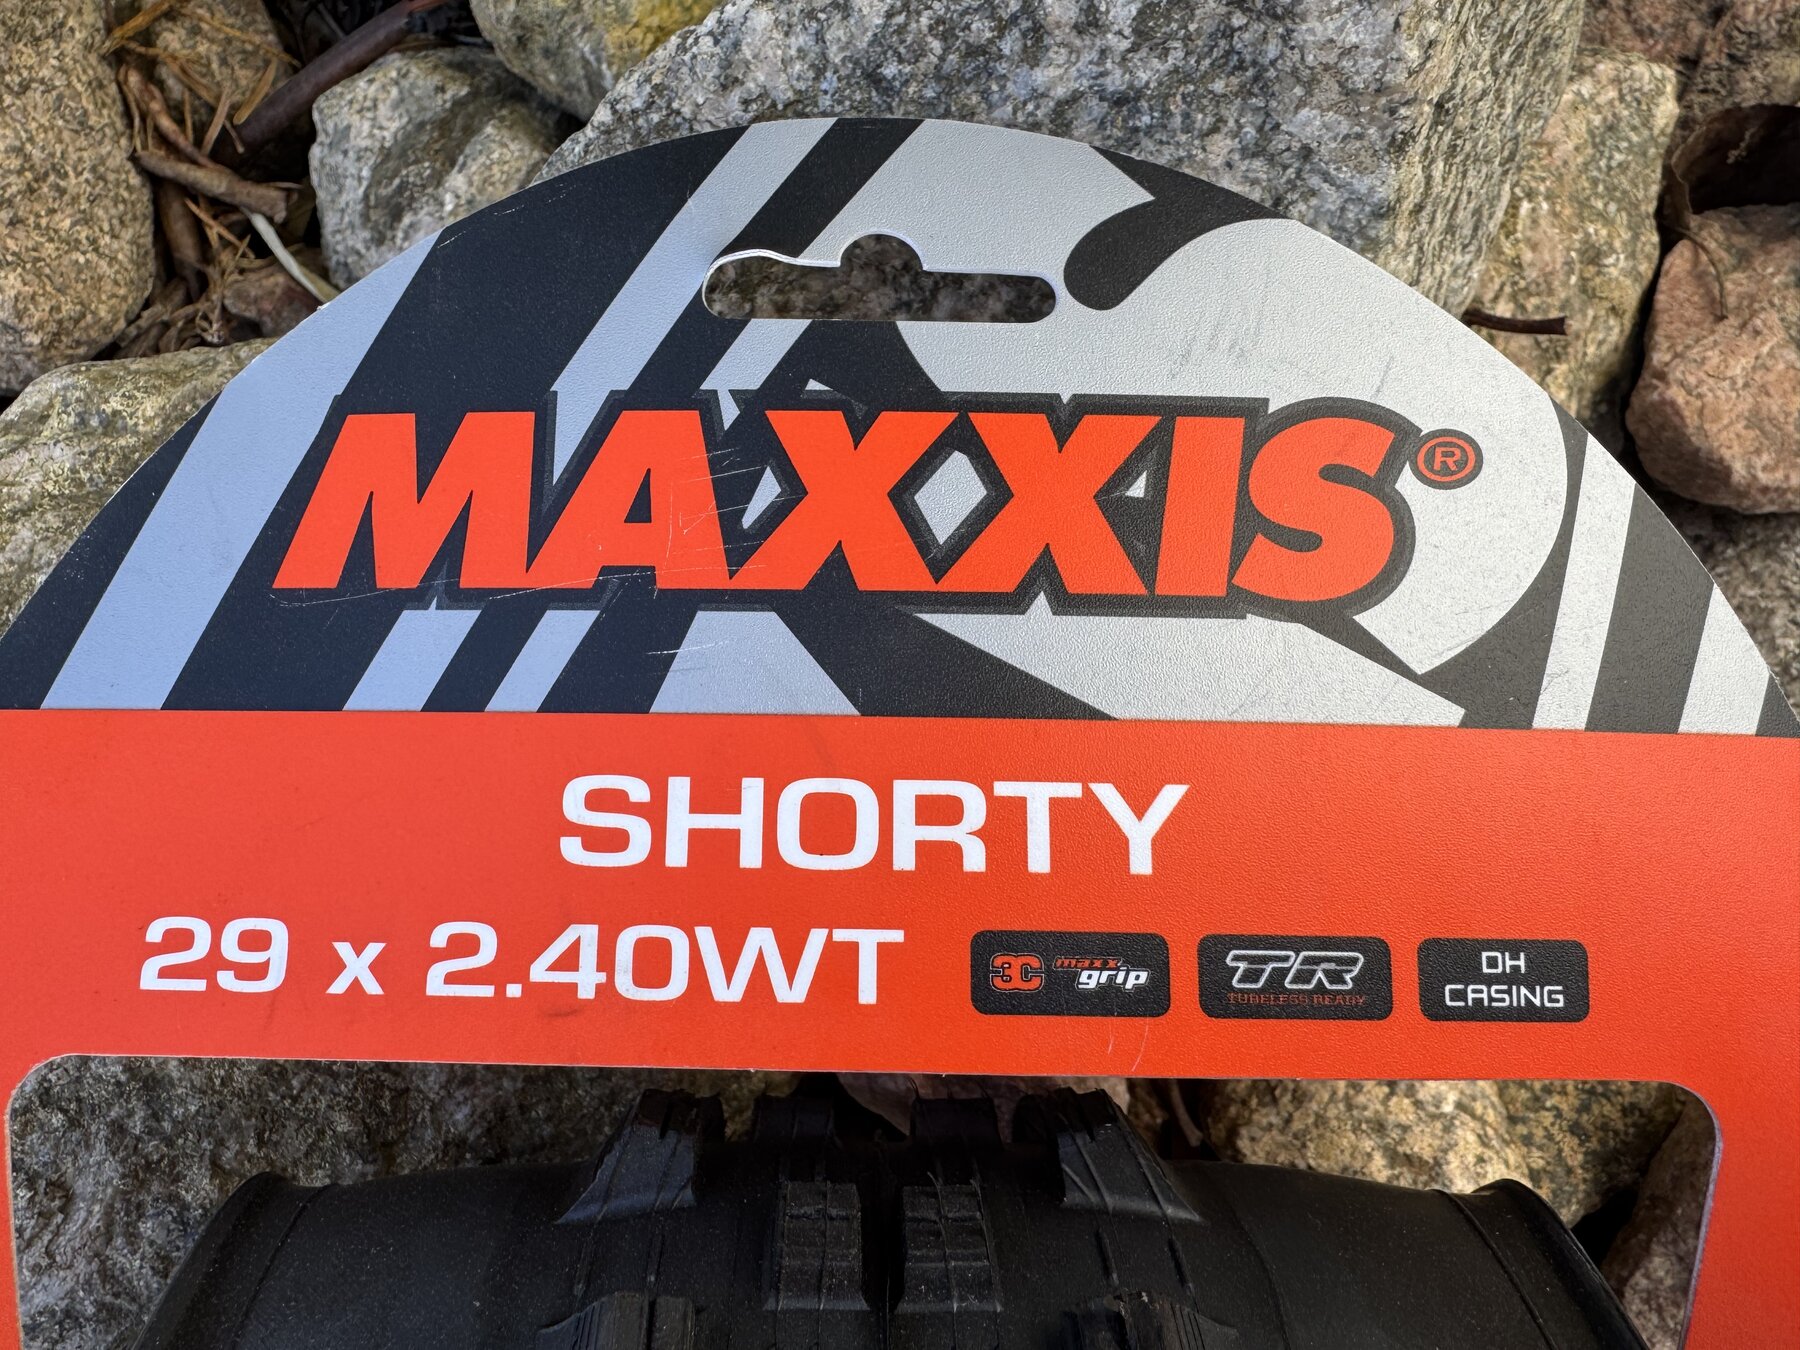 MAXXIS®
SHORTY
29 x 2.40WT
3C maxx grip
TR
TUBELESS READY
DH
CASING